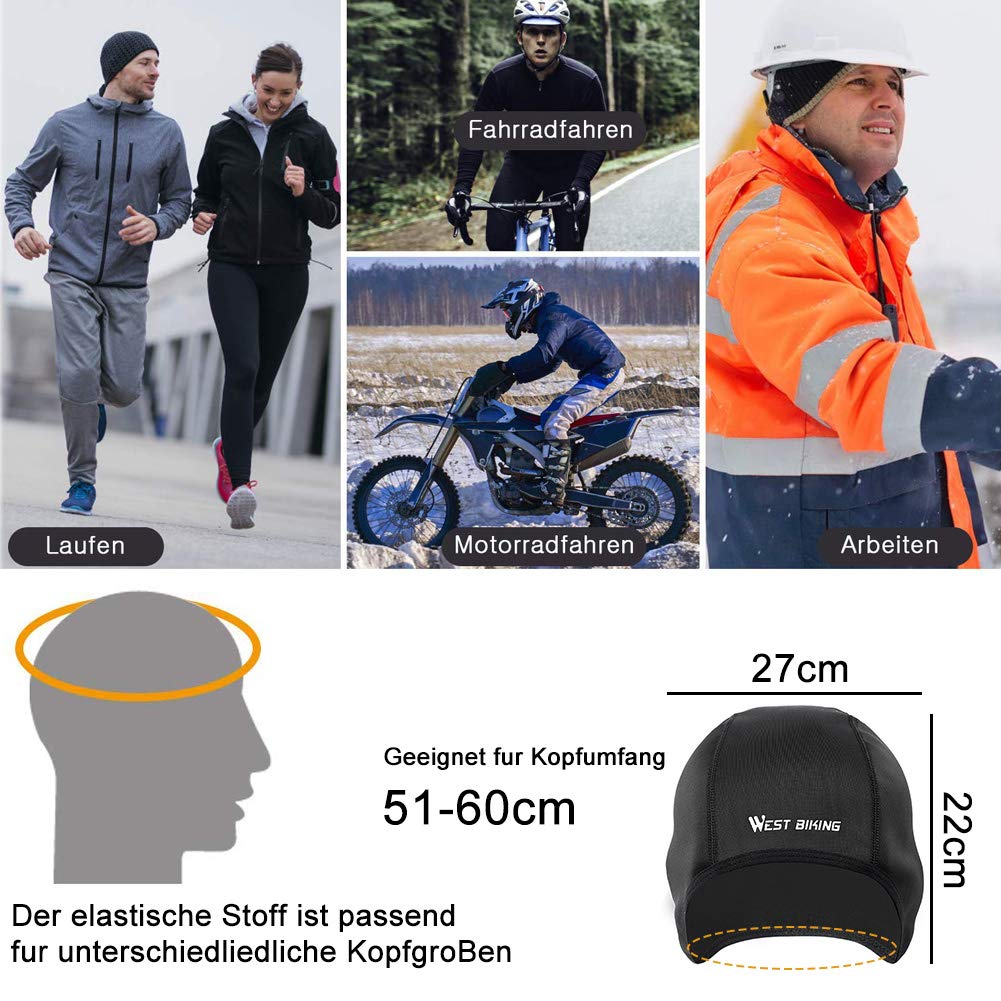 Fahrradfahren
Laufen
Motorradfahren
Arbeiten
27cm
Geeignet fur Kopfumfang
51-60cm
WEST BIKING
22cm
Der elastische Stoff ist passend
fur unterschiedliedliche KopfgroBen